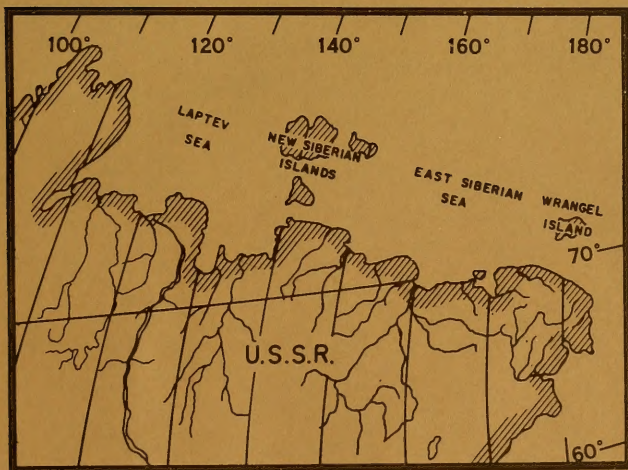 100° 120° 140° 160° 180°
LAPTEV
SEA
NEW SIBERIAN
ISLANDS
EAST SIBERIAN
SEA
WRANGEL
ISLAND
70°
U.S.S.R.
60°